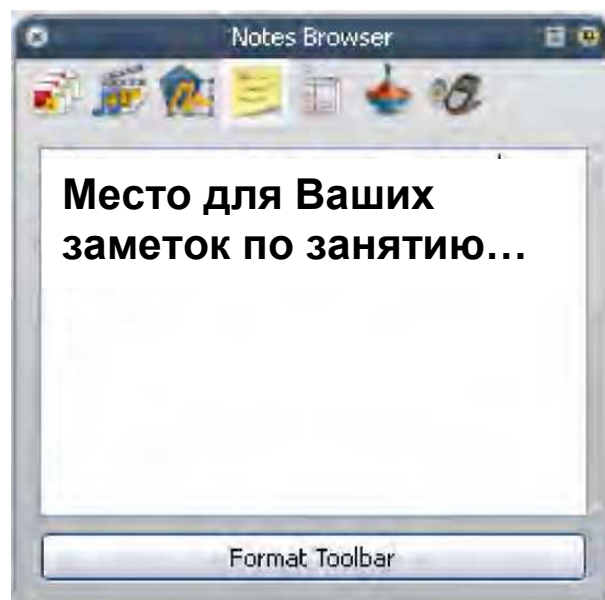 Notes Browser
Место для Ваших
заметок по занятию…
Format Toolbar